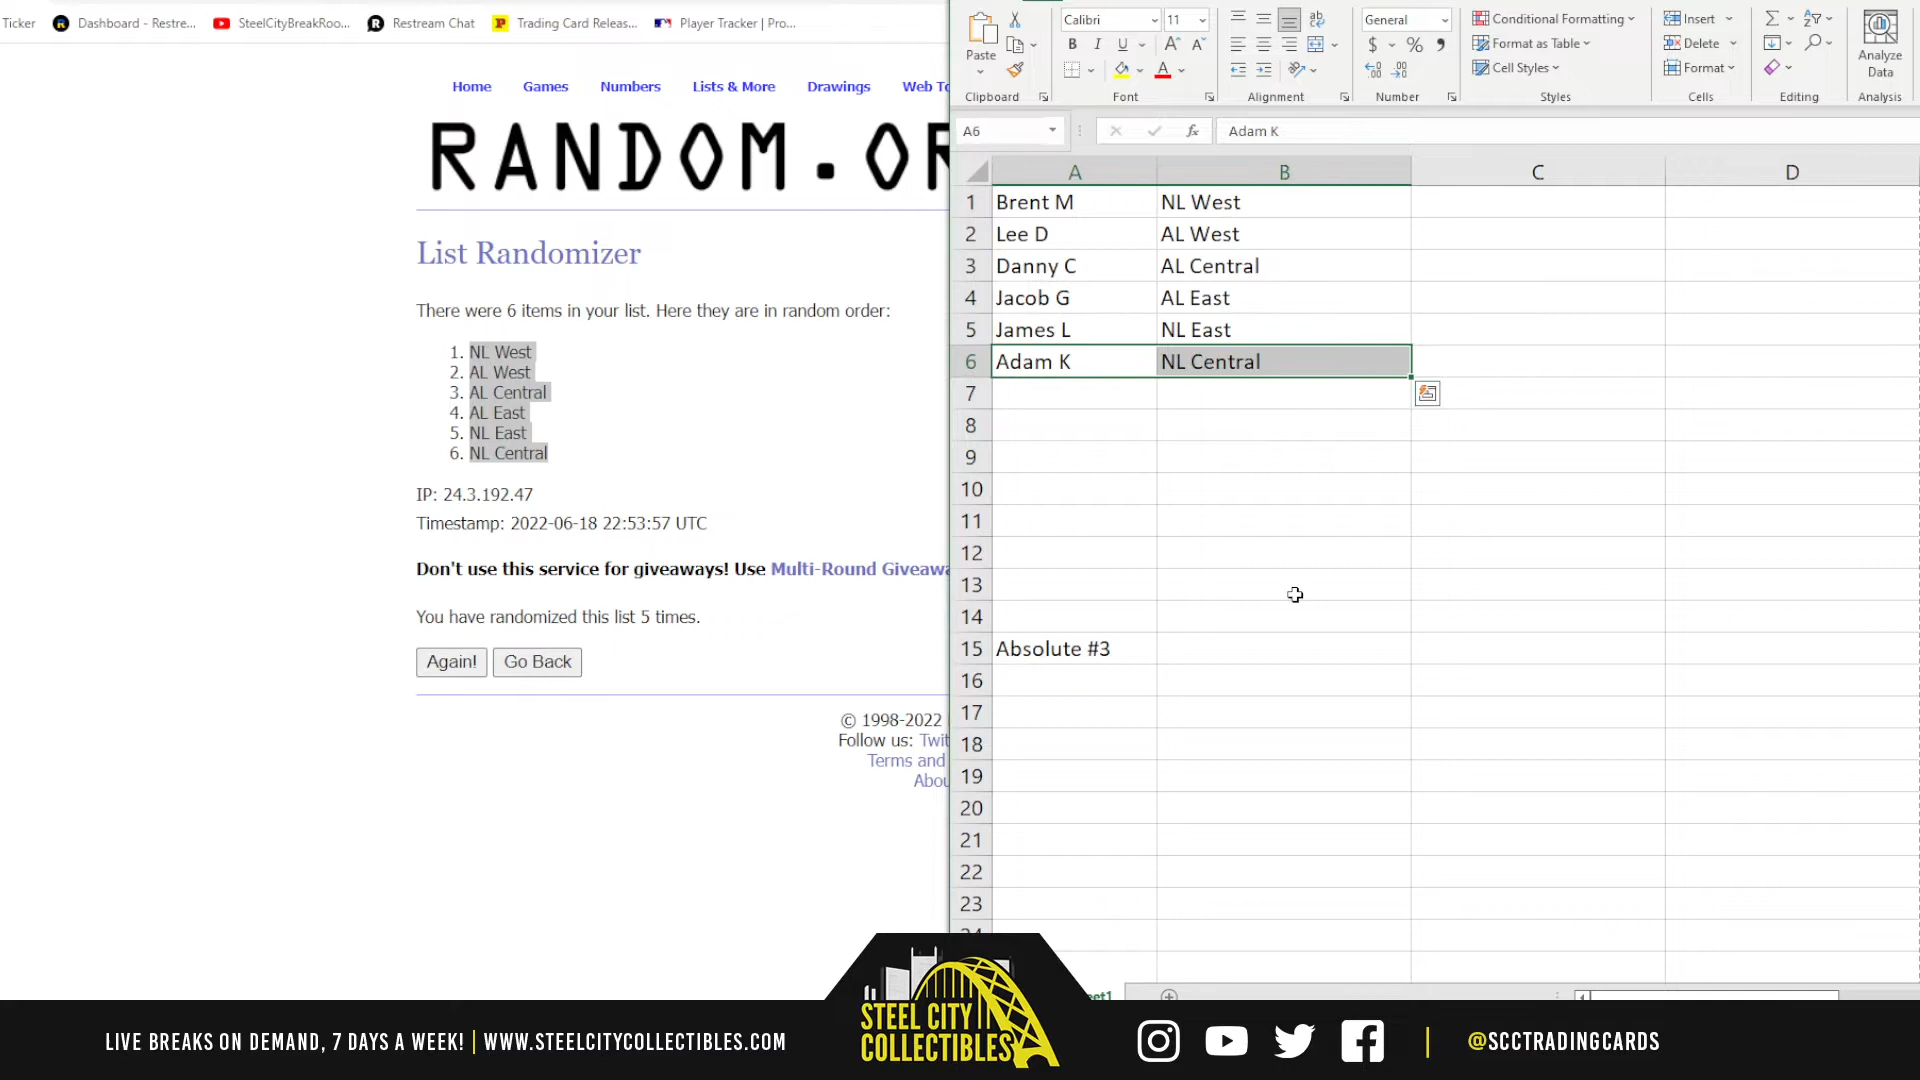 Ticker
Dashboard - Restre...
SteelCityBreakRoo...
Restream Chat
Trading Card Releas...
Player Tracker | Pro...
Home Games Numbers Lists & More Drawings Web To
RANDOM.OR
List Randomizer
There were 6 items in your list. Here they are in random order:
1. NL West
2. AL West
3. AL Central
4. AL East
5. NL East
6. NL Central
IP: 24.3.192.47
Timestamp: 2022-06-18 22:53:57 UTC
Don't use this service for giveaways! Use Multi-Round Giveawa
You have randomized this list 5 times.
Again! Go Back
© 1998-2022
Follow us: Twit
Terms and
Abou
Paste
Calibri 11
B I U
A A
General
$ % 9
Conditional Formatting
Format as Table
Cell Styles
Insert
Delete
Format
Analyze
Data
Clipboard Font Alignment Number Styles Cells Editing Analysis
A6 fx Adam K
A B C D
1 Brent M NL West
2 Lee D AL West
3 Danny C AL Central
4 Jacob G AL East
5 James L NL East
6 Adam K NL Central
7
8
9
10
11
12
13
14
15 Absolute #3
16
17
18
19
20
21
22
23
24
eet1
LIVE BREAKS ON DEMAND, 7 DAYS A WEEK! | WWW.STEELCITYCOLLECTIBLES.COM
STEEL CITY
COLLECTIBLES
@SCCTRADINGCARDS